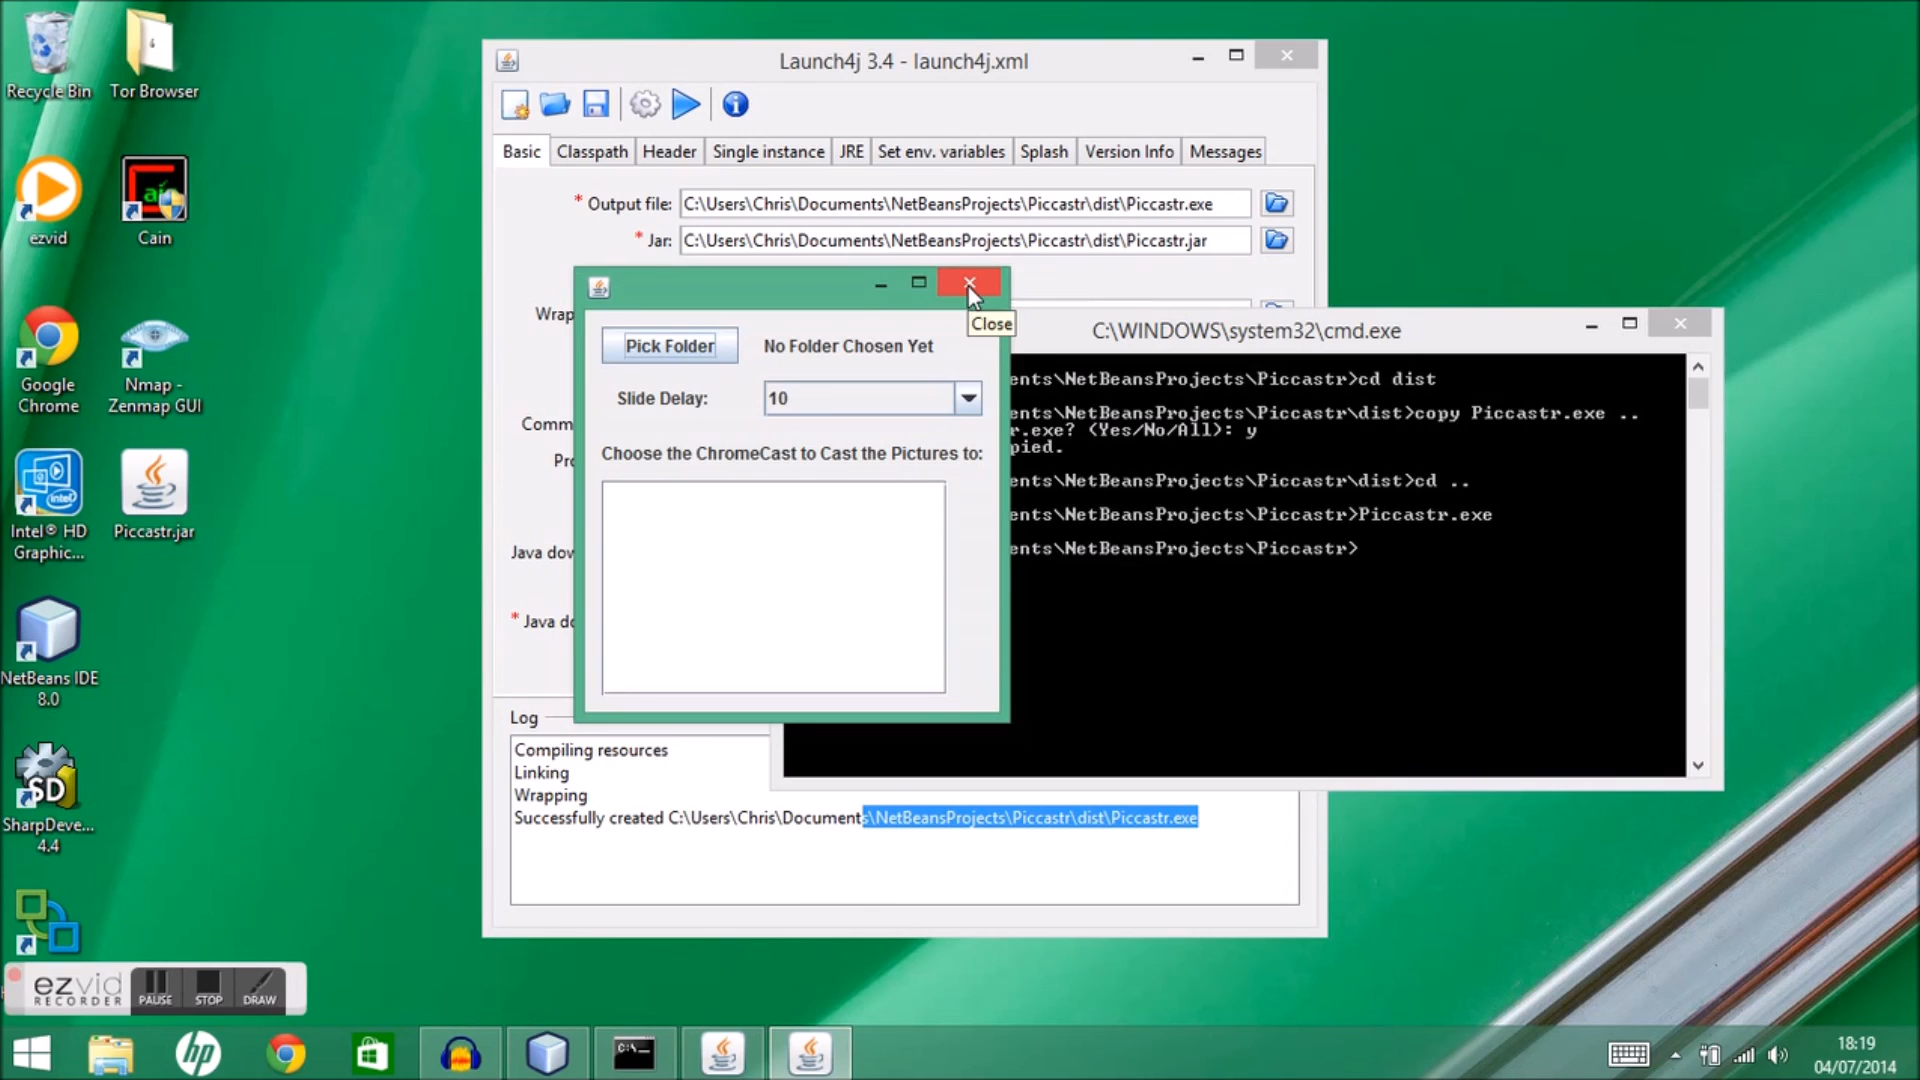 Recycle Bin
Tor Browser
ezvid
Cain
Google
Chrome
Nmap -
Zenmap GUI
Intel® HD
Graphic...
Piccastr.jar
NetBeans IDE
8.0
SD
SharpDeve...
4.4
ezvid
RECORDER
PAUSE
STOP
DRAW
Launch4j 3.4 - launch4j.xml
Basic
Classpath
Header
Single instance
JRE
Set env. variables
Splash
Version Info
Messages
* Output file:
C:\Users\Chris\Documents\NetBeansProjects\Piccastr\dist\Piccastr.exe
* Jar:
C:\Users\Chris\Documents\NetBeansProjects\Piccastr\dist\Piccastr.jar
Wrap
Comm
Pro
Java dow
* Java do
Close
Pick Folder
No Folder Chosen Yet
Slide Delay:
10
Choose the ChromeCast to Cast the Pictures to:
C:\WINDOWS\system32\cmd.exe
ents\NetBeansProjects\Piccastr>cd dist
ents\NetBeansProjects\Piccastr\dist>copy Piccastr.exe ..
r.exe? (Yes/No/All): y
pied.
ents\NetBeansProjects\Piccastr\dist>cd ..
ents\NetBeansProjects\Piccastr>Piccastr.exe
ents\NetBeansProjects\Piccastr>
Log
Compiling resources
Linking
Wrapping
Successfully created C:\Users\Chris\Documents\NetBeansProjects\Piccastr\dist\Piccastr.exe
hp
18:19
04/07/2014